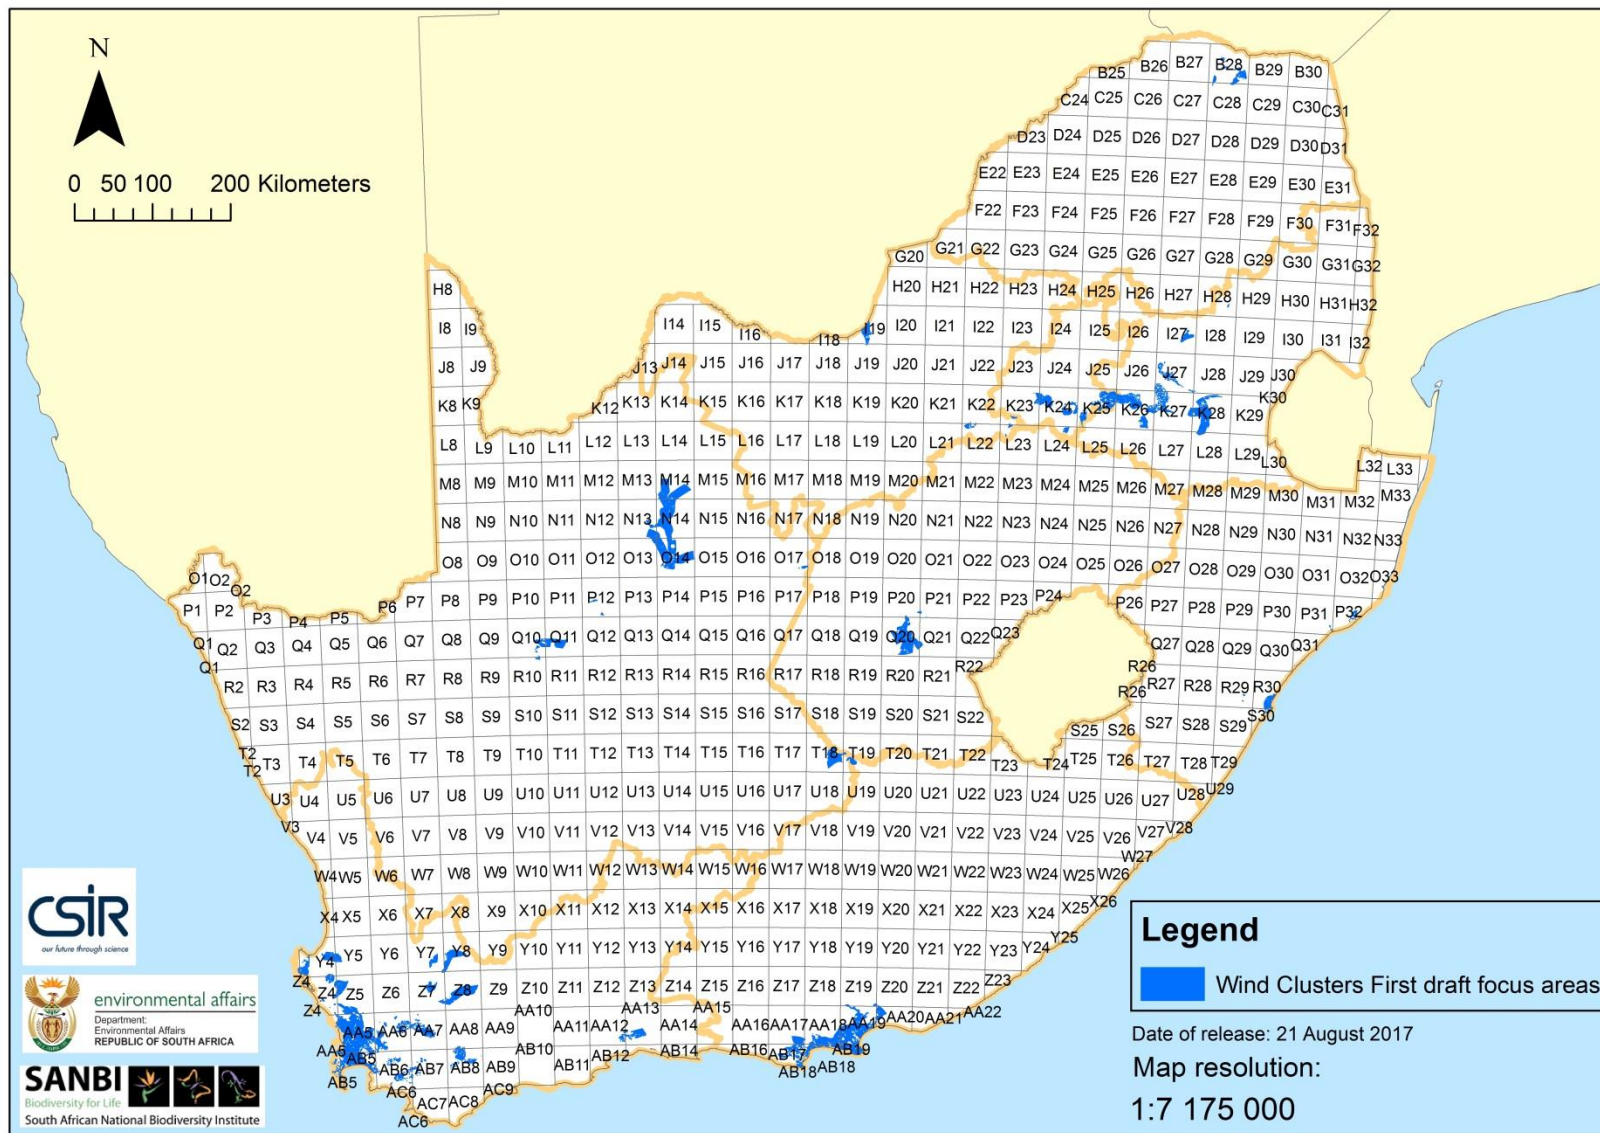 N
0 50 100 200 Kilometers
B25 B26 B27 B28 B29 B30
C24 C25 C26 C27 C28 C29 C30 C31
D23 D24 D25 D26 D27 D28 D29 D30 D31
E22 E23 E24 E25 E26 E27 E28 E29 E30 E31
F22 F23 F24 F25 F26 F27 F28 F29 F30 F31 F32
G20 G21 G22 G23 G24 G25 G26 G27 G28 G29 G30 G31 G32
H8 H20 H21 H22 H23 H24 H25 H26 H27 H28 H29 H30 H31 H32
I8 I9 I14 I15 I16 I18 I19 I20 I21 I22 I23 I24 I25 I26 I27 I28 I29 I30 I31 I32
J8 J9 J13 J14 J15 J16 J17 J18 J19 J20 J21 J22 J23 J24 J25 J26 J27 J28 J29 J30
K8 K9 K12 K13 K14 K15 K16 K17 K18 K19 K20 K21 K22 K23 K24 K25 K26 K27 K28 K29 K30
L8 L9 L10 L11 L12 L13 L14 L15 L16 L17 L18 L19 L20 L21 L22 L23 L24 L25 L26 L27 L28 L29 L30 L32 L33
M8 M9 M10 M11 M12 M13 M14 M15 M16 M17 M18 M19 M20 M21 M22 M23 M24 M25 M26 M27 M28 M29 M30 M31 M32 M33
N8 N9 N10 N11 N12 N13 N14 N15 N16 N17 N18 N19 N20 N21 N22 N23 N24 N25 N26 N27 N28 N29 N30 N31 N32 N33
O1 O2 O2 O8 O9 O10 O11 O12 O13 O14 O15 O16 O17 O18 O19 O20 O21 O22 O23 O24 O25 O26 O27 O28 O29 O30 O31 O32 O33
P1 P2 P3 P4 P5 P6 P7 P8 P9 P10 P11 P12 P13 P14 P15 P16 P17 P18 P19 P20 P21 P22 P23 P24 P26 P27 P28 P29 P30 P31 P32
Q1 Q1 Q2 Q3 Q4 Q5 Q6 Q7 Q8 Q9 Q10 Q11 Q12 Q13 Q14 Q15 Q16 Q17 Q18 Q19 Q20 Q21 Q22 Q23 Q27 Q28 Q29 Q30 Q31
R2 R3 R4 R5 R6 R7 R8 R9 R10 R11 R12 R13 R14 R15 R16 R17 R18 R19 R20 R21 R22 R26 R26 R27 R28 R29 R30
S2 S3 S4 S5 S6 S7 S8 S9 S10 S11 S12 S13 S14 S15 S16 S17 S18 S19 S20 S21 S22 S25 S26 S27 S28 S29 S30
T2 T2 T3 T4 T5 T6 T7 T8 T9 T10 T11 T12 T13 T14 T15 T16 T17 T18 T19 T20 T21 T22 T23 T24 T25 T26 T27 T28 T29
U3 U4 U5 U6 U7 U8 U9 U10 U11 U12 U13 U14 U15 U16 U17 U18 U19 U20 U21 U22 U23 U24 U25 U26 U27 U28 U29
V3 V4 V5 V6 V7 V8 V9 V10 V11 V12 V13 V14 V15 V16 V17 V18 V19 V20 V21 V22 V23 V24 V25 V26 V27 V28
W4 W5 W6 W7 W8 W9 W10 W11 W12 W13 W14 W15 W16 W17 W18 W19 W20 W21 W22 W23 W24 W25 W26 W27
X4 X5 X6 X7 X8 X9 X10 X11 X12 X13 X14 X15 X16 X17 X18 X19 X20 X21 X22 X23 X24 X25 X26
Y4 Y5 Y6 Y7 Y8 Y9 Y10 Y11 Y12 Y13 Y14 Y15 Y16 Y17 Y18 Y19 Y20 Y21 Y22 Y23 Y24 Y25
Z4 Z4 Z4 Z5 Z6 Z7 Z8 Z9 Z10 Z11 Z12 Z13 Z14 Z15 Z16 Z17 Z18 Z19 Z20 Z21 Z22 Z23
AA5 AA5 AA6 AA7 AA8 AA9 AA10 AA11 AA12 AA13 AA14 AA15 AA16 AA17 AA18 AA19 AA20 AA21 AA22
AB5 AB5 AB6 AB7 AB8 AB9 AB10 AB11 AB12 AB14 AB16 AB17 AB18 AB18 AB19
AC6 AC6 AC7 AC8 AC9
CSIR
our future through science
environmental affairs
Department:
Environmental Affairs
REPUBLIC OF SOUTH AFRICA
SANBI
Biodiversity for Life
South African National Biodiversity Institute
Legend
Wind Clusters First draft focus areas
Date of release: 21 August 2017
Map resolution:
1:7 175 000